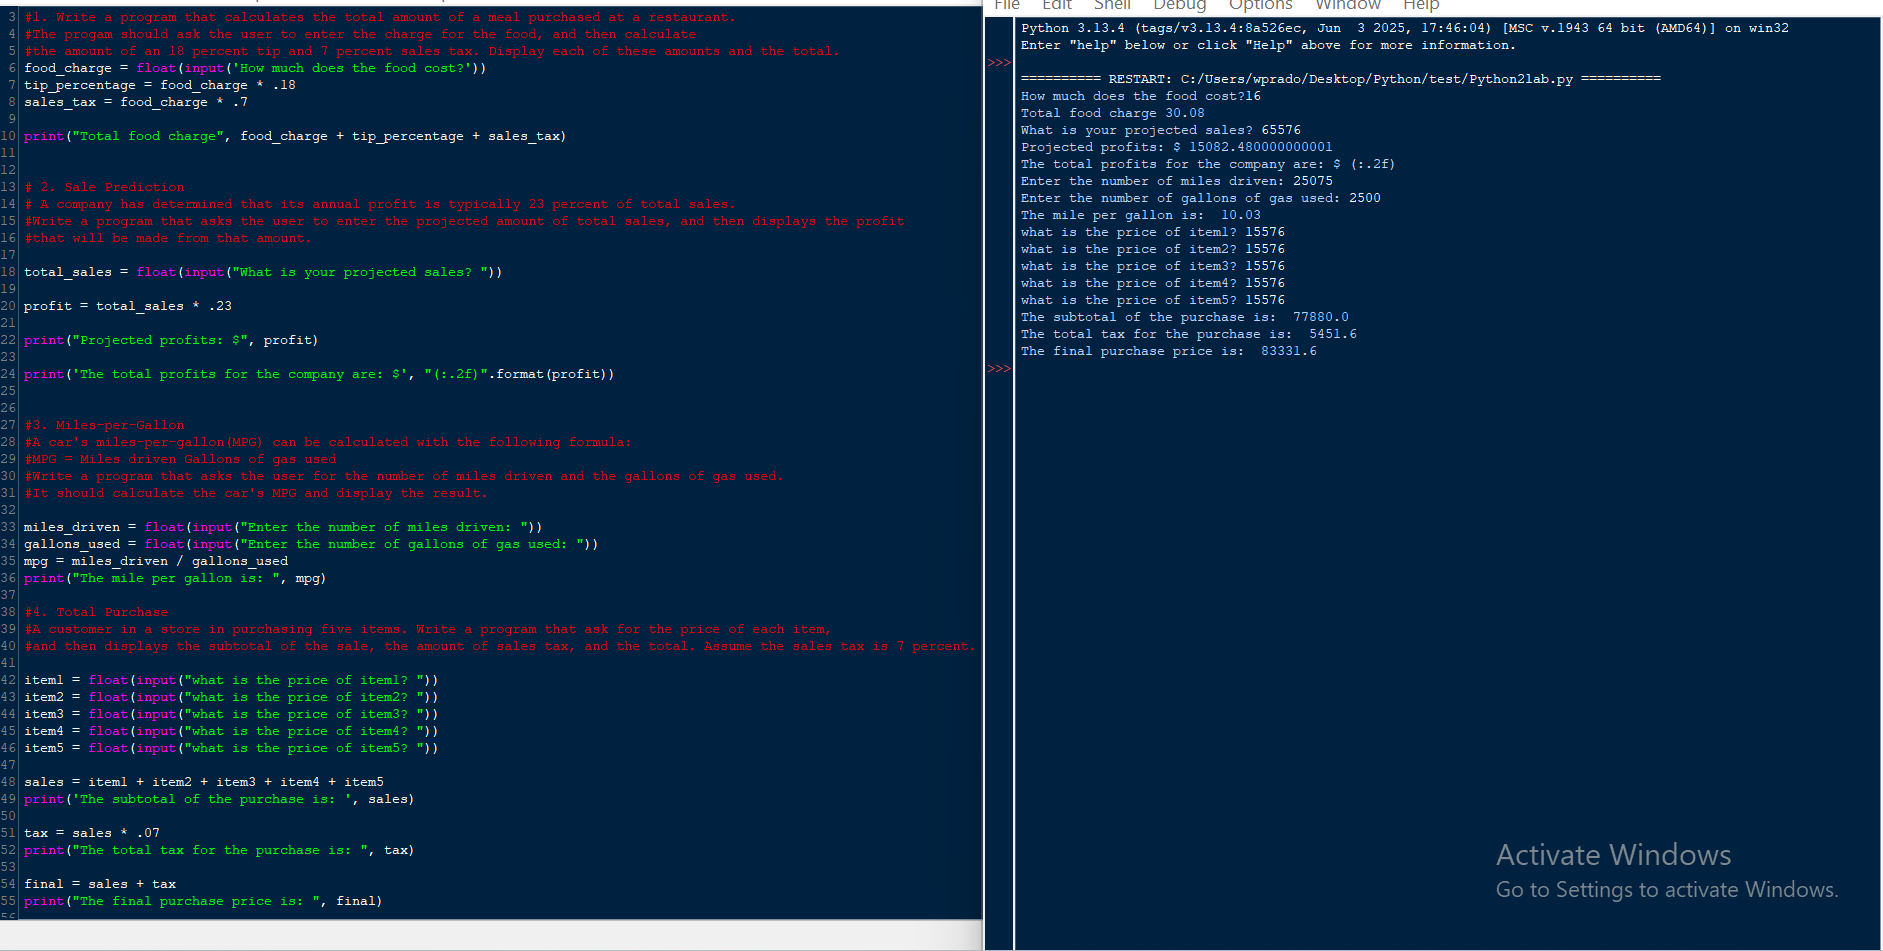 3 #1. Write a program that calculates the total amount of a meal purchased at a restaurant.
4 #The progam should ask the user to enter the charge for the food, and then calculate
5 #the amount of an 18 percent tip and 7 percent sales tax. Display each of these amounts and the total.
6 food_charge = float(input('How much does the food cost?'))
7 tip_percentage = food_charge * .18
8 sales_tax = food_charge * .7
9
10 print("Total food charge", food_charge + tip_percentage + sales_tax)
11
12
13 # 2. Sale Prediction
14 # A company has determined that its annual profit is typically 23 percent of total sales.
15 #Write a program that asks the user to enter the projected amount of total sales, and then displays the profit
16 #that will be made from that amount.
17
18 total_sales = float(input("What is your projected sales? "))
19
20 profit = total_sales * .23
21
22 print("Projected profits: $", profit)
23
24 print('The total profits for the company are: $', "(:.2f)".format(profit))
25
26
27 #3. Miles-per-Gallon
28 #A car's miles-per-gallon(MPG) can be calculated with the following formula:
29 #MPG = Miles driven Gallons of gas used
30 #Write a program that asks the user for the number of miles driven and the gallons of gas used.
31 #It should calculate the car's MPG and display the result.
32
33 miles_driven = float(input("Enter the number of miles driven: "))
34 gallons_used = float(input("Enter the number of gallons of gas used: "))
35 mpg = miles_driven / gallons_used
36 print("The mile per gallon is: ", mpg)
37
38 #4. Total Purchase
39 #A customer in a store in purchasing five items. Write a program that ask for the price of each item,
40 #and then displays the subtotal of the sale, the amount of sales tax, and the total. Assume the sales tax is 7 percent.
41
42 item1 = float(input("what is the price of item1? "))
43 item2 = float(input("what is the price of item2? "))
44 item3 = float(input("what is the price of item3? "))
45 item4 = float(input("what is the price of item4? "))
46 item5 = float(input("what is the price of item5? "))
47
48 sales = item1 + item2 + item3 + item4 + item5
49 print('The subtotal of the purchase is: ', sales)
50
51 tax = sales * .07
52 print("The total tax for the purchase is: ", tax)
53
54 final = sales + tax
55 print("The final purchase price is: ", final)
56
File Edit Shell Debug Options Window Help
Python 3.13.4 (tags/v3.13.4:8a526ec, Jun  3 2025, 17:46:04) [MSC v.1943 64 bit (AMD64)] on win32
Enter "help" below or click "Help" above for more information.
>>>
========== RESTART: C:/Users/wprado/Desktop/Python/test/Python2lab.py ==========
How much does the food cost?16
Total food charge 30.08
What is your projected sales? 65576
Projected profits: $ 15082.480000000001
The total profits for the company are: $ (:.2f)
Enter the number of miles driven: 25075
Enter the number of gallons of gas used: 2500
The mile per gallon is:  10.03
what is the price of item1? 15576
what is the price of item2? 15576
what is the price of item3? 15576
what is the price of item4? 15576
what is the price of item5? 15576
The subtotal of the purchase is:  77880.0
The total tax for the purchase is:  5451.6
The final purchase price is:  83331.6
>>>
Activate Windows
Go to Settings to activate Windows.